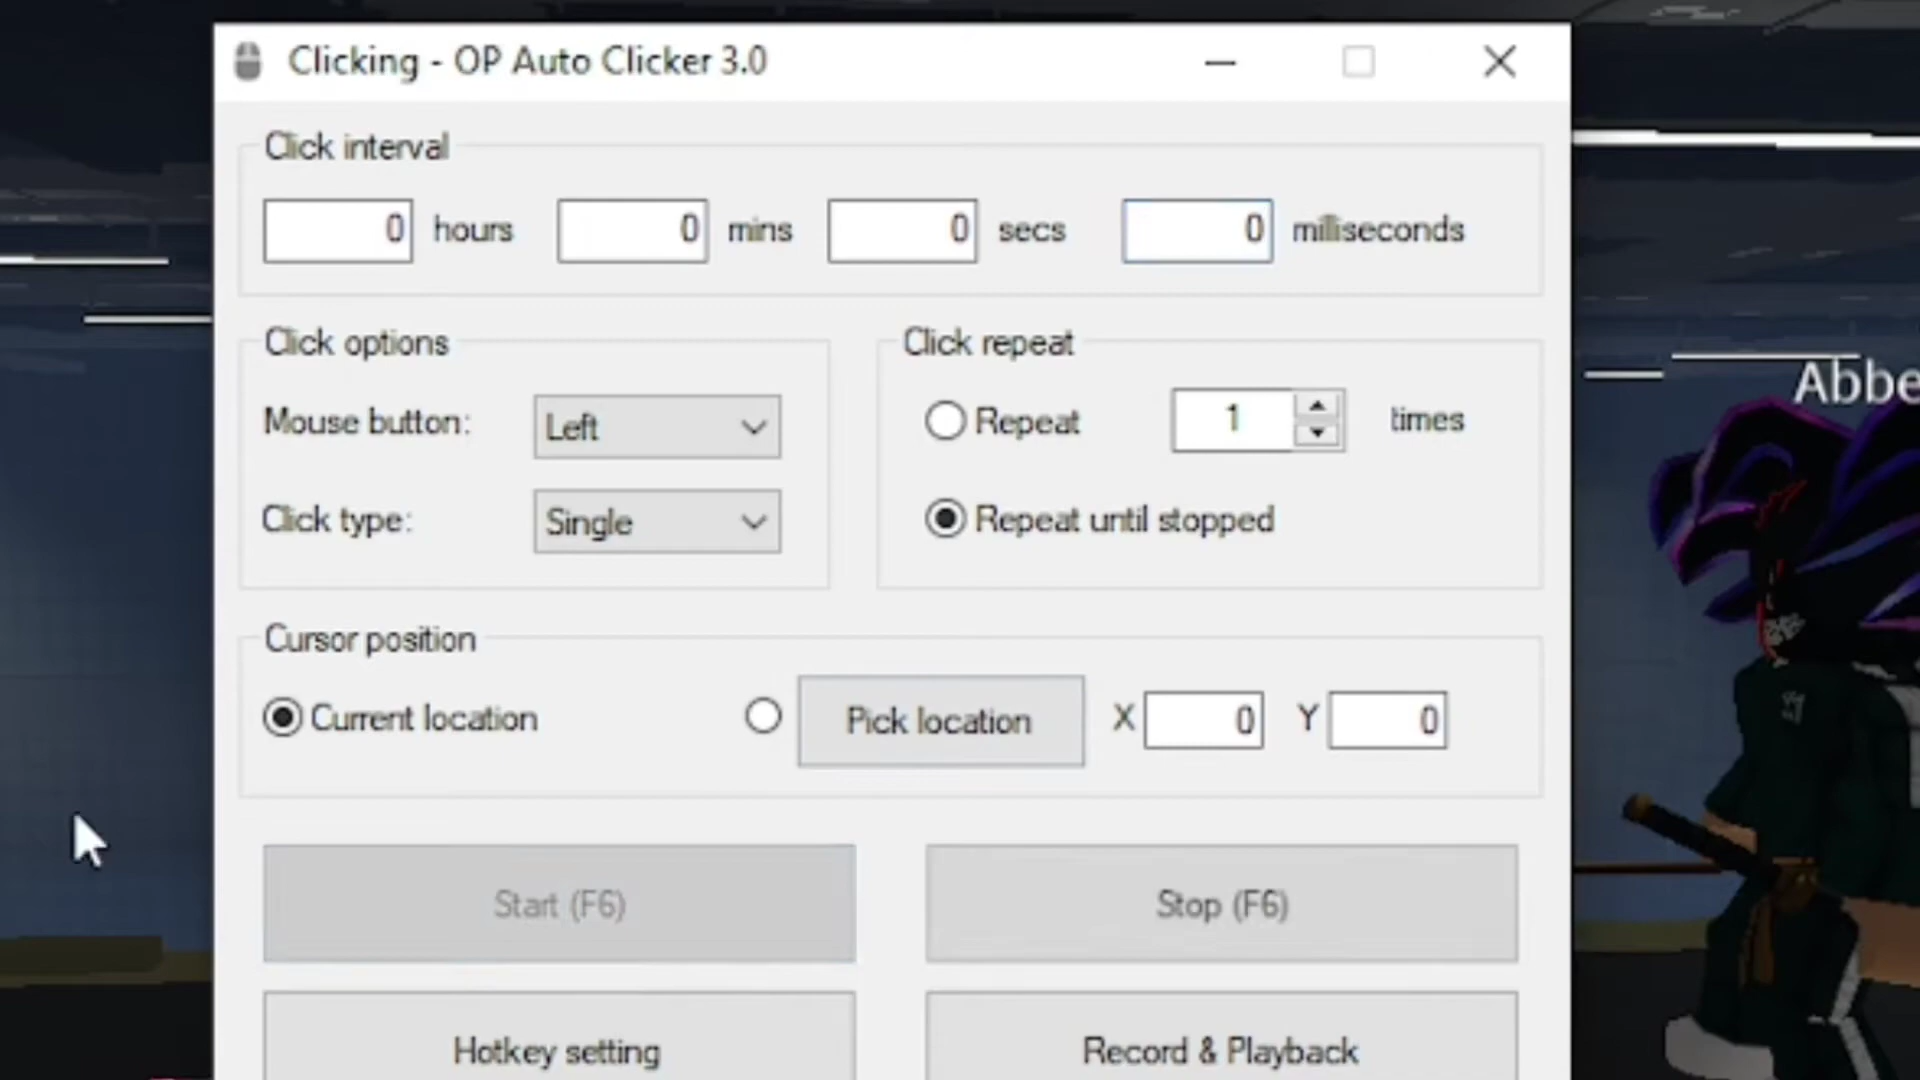 Clicking - OP Auto Clicker 3.0
Click interval
0 hours 0 mins 0 secs 0 milliseconds
Click options
Mouse button: Left
Click type: Single
Click repeat
Repeat 1 times
Repeat until stopped
Abbe
Cursor position
Current location Pick location X 0 Y 0
Start (F6) Stop (F6)
Hotkey setting Record & Playback